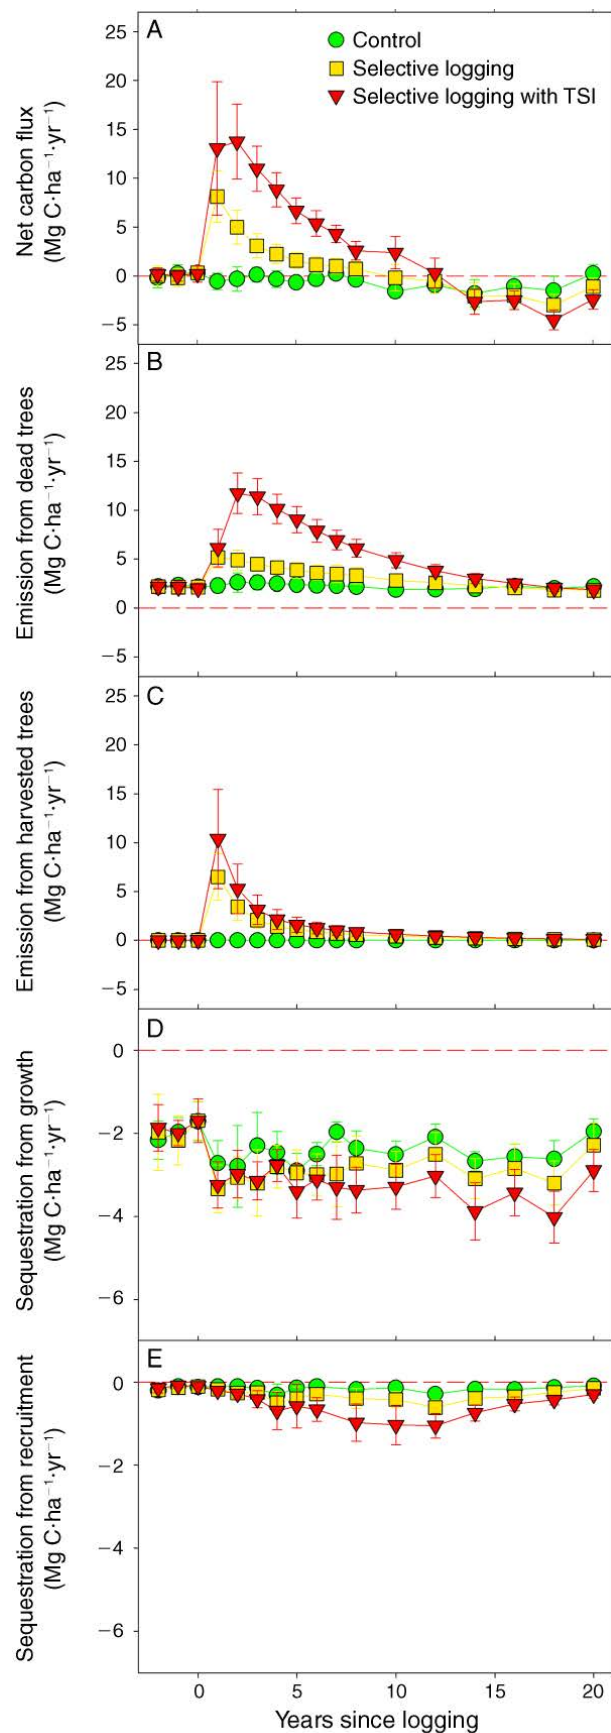 A
Control
Selective logging
Selective logging with TSI
Net carbon flux
(Mg C·ha⁻¹·yr⁻¹)
25
20
15
10
5
0
−5
B
Emission from dead trees
(Mg C·ha⁻¹·yr⁻¹)
25
20
15
10
5
0
−5
C
Emission from harvested trees
(Mg C·ha⁻¹·yr⁻¹)
25
20
15
10
5
0
−5
D
Sequestration from growth
(Mg C·ha⁻¹·yr⁻¹)
0
−2
−4
−6
E
Sequestration from recruitment
(Mg C·ha⁻¹·yr⁻¹)
0
−2
−4
−6
0 5 10 15 20
Years since logging